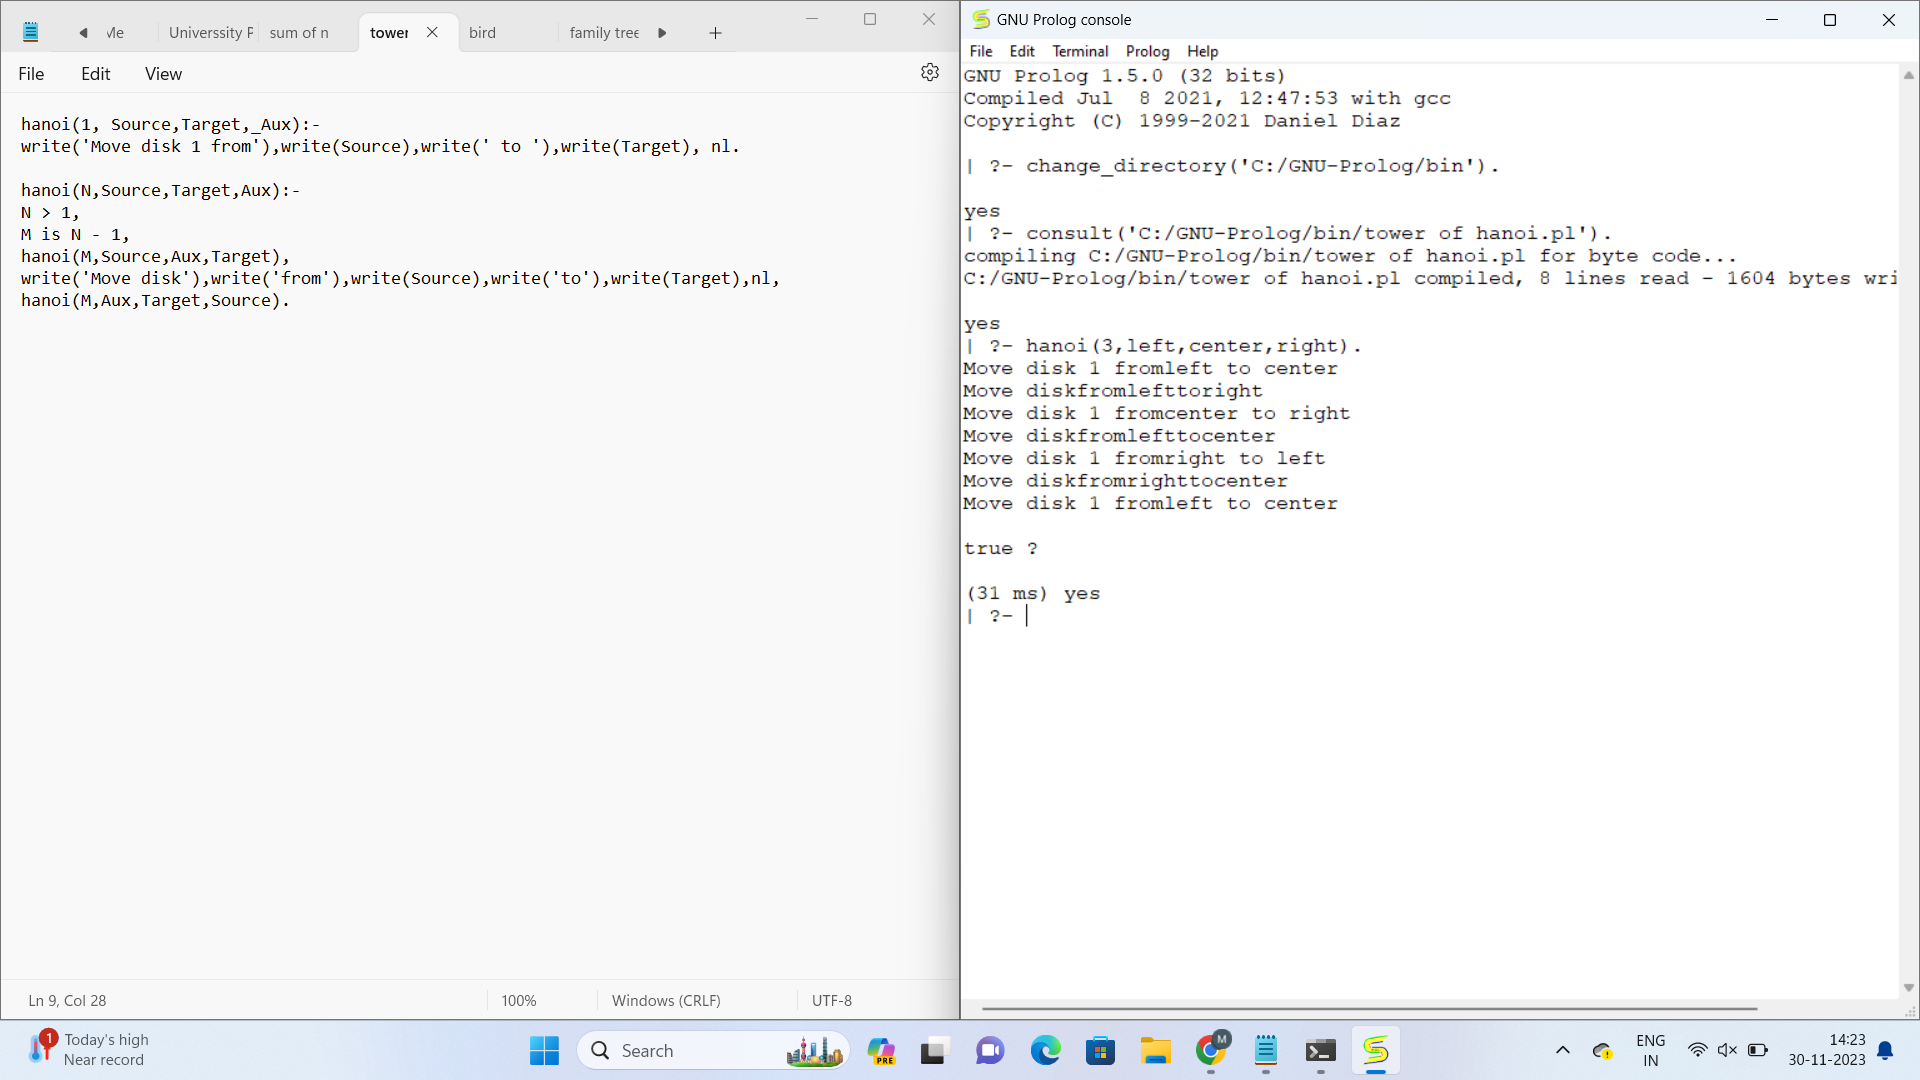 Me Universsity P sum of n tower bird family tree
File Edit View
hanoi(1, Source,Target,_Aux):-
write('Move disk 1 from'),write(Source),write(' to '),write(Target), nl.
hanoi(N,Source,Target,Aux):-
N > 1,
M is N - 1,
hanoi(M,Source,Aux,Target),
write('Move disk'),write('from'),write(Source),write('to'),write(Target),nl,
hanoi(M,Aux,Target,Source).
Ln 9, Col 28 100% Windows (CRLF) UTF-8
GNU Prolog console
File Edit Terminal Prolog Help
GNU Prolog 1.5.0 (32 bits)
Compiled Jul  8 2021, 12:47:53 with gcc
Copyright (C) 1999-2021 Daniel Diaz
| ?- change_directory('C:/GNU-Prolog/bin').
yes
| ?- consult('C:/GNU-Prolog/bin/tower of hanoi.pl').
compiling C:/GNU-Prolog/bin/tower of hanoi.pl for byte code...
C:/GNU-Prolog/bin/tower of hanoi.pl compiled, 8 lines read - 1604 bytes wri
yes
| ?- hanoi(3,left,center,right).
Move disk 1 fromleft to center
Move diskfromlefttoright
Move disk 1 fromcenter to right
Move diskfromlefttocenter
Move disk 1 fromright to left
Move diskfromrighttocenter
Move disk 1 fromleft to center
true ?
(31 ms) yes
| ?-
1 Today's high
Near record
Search
PRE
M
ENG
IN
14:23
30-11-2023